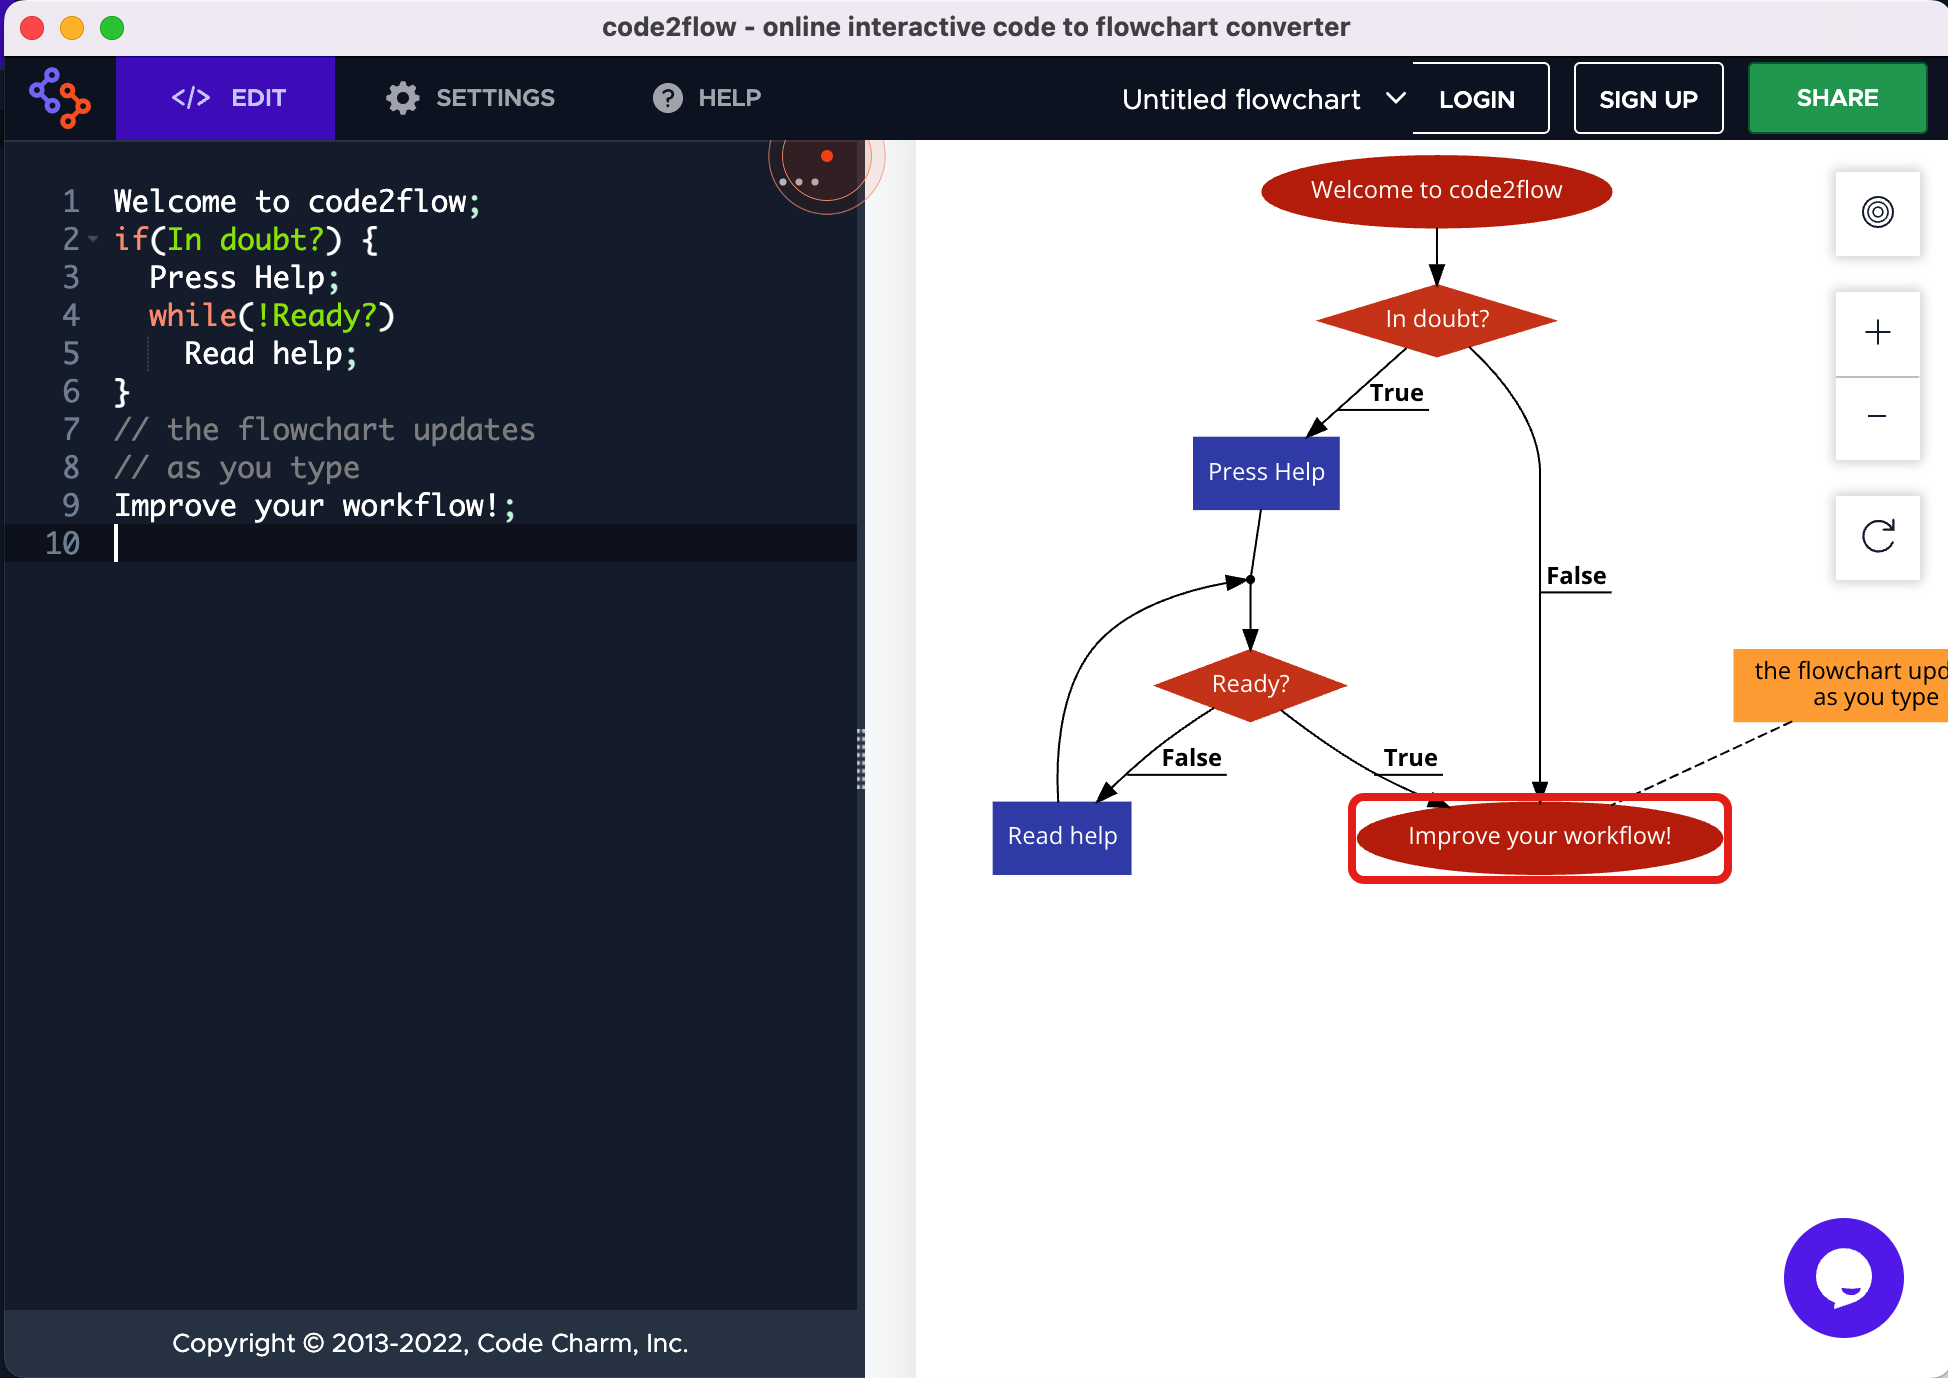 code2flow - online interactive code to flowchart converter
</> EDIT
SETTINGS
? HELP
Untitled flowchart
LOGIN
SIGN UP
SHARE
1 Welcome to code2flow;
2 if(In doubt?) {
3 Press Help;
4 while(!Ready?)
5 Read help;
6 }
7 // the flowchart updates
8 // as you type
9 Improve your workflow!;
10
Copyright © 2013-2022, Code Charm, Inc.
Welcome to code2flow
In doubt?
True
Press Help
False
Ready?
the flowchart upd
as you type
False
True
Read help
Improve your workflow!